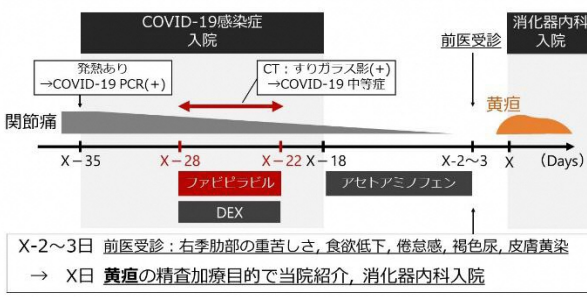 COVID-19感染症
入院
消化器内科
入院
前医受診
発熱あり
→COVID-19 PCR(+)
CT：すりガラス影(+)
→COVID-19 中等症
黄疸
関節痛
X－35
X－28
X－22
X－18
X-2～3
X
(Days)
ファビピラビル
アセトアミノフェン
DEX
X-2～3日 前医受診：右季肋部の重苦しさ, 食欲低下, 倦怠感, 褐色尿, 皮膚黄染
→ X日 黄疸の精査加療目的で当院紹介, 消化器内科入院